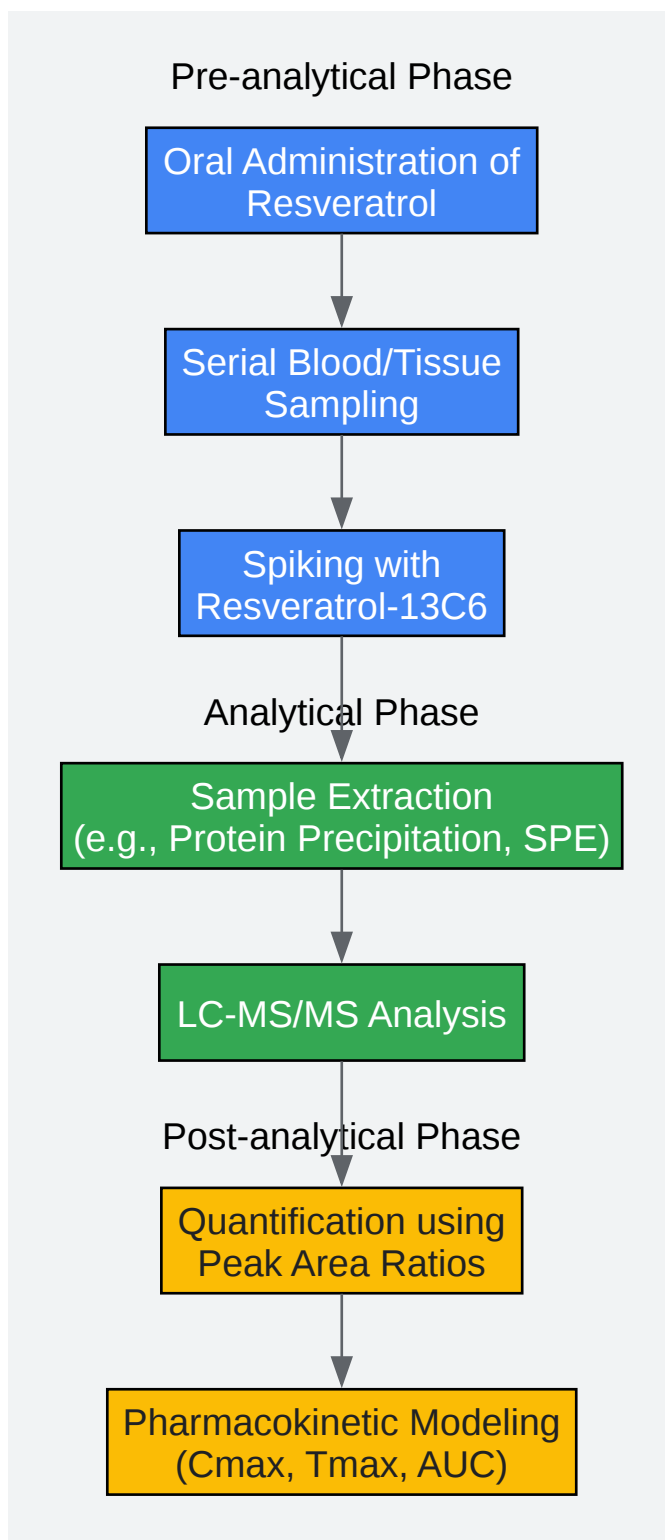 Pre-analytical Phase
Oral Administration of
Resveratrol
Serial Blood/Tissue
Sampling
Spiking with
Resveratrol-13C6
Analytical Phase
Sample Extraction
(e.g., Protein Precipitation, SPE)
LC-MS/MS Analysis
Post-analytical Phase
Quantification using
Peak Area Ratios
Pharmacokinetic Modeling
(Cmax, Tmax, AUC)